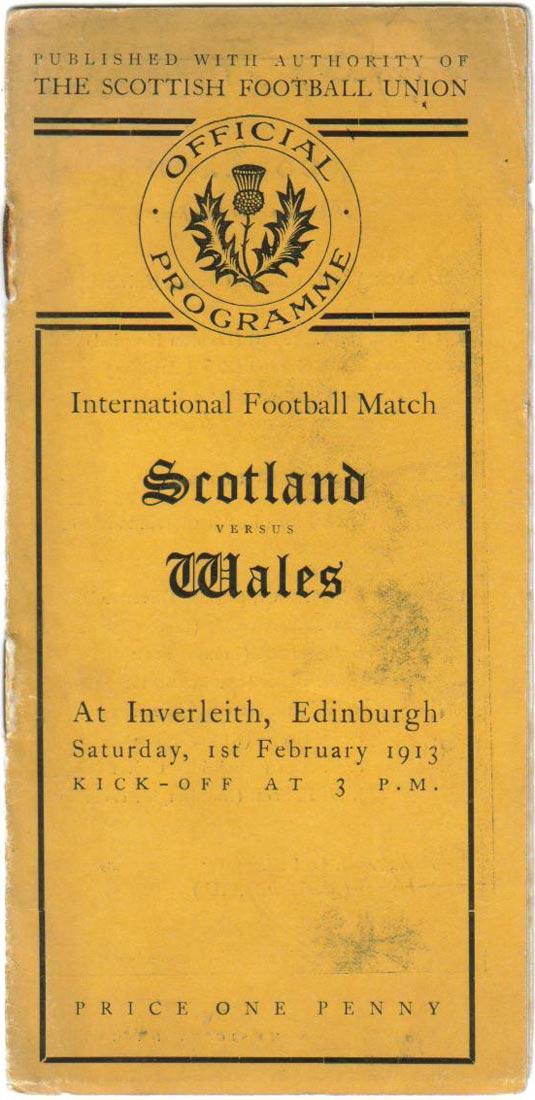 PUBLISHED WITH AUTHORITY OF
THE SCOTTISH FOOTBALL UNION
OFFICIAL
PROGRAMME
International Football Match
Scotland
VERSUS
Wales
At Inverleith, Edinburgh
Saturday, 1st February 1913
KICK-OFF AT 3 P.M.
PRICE ONE PENNY